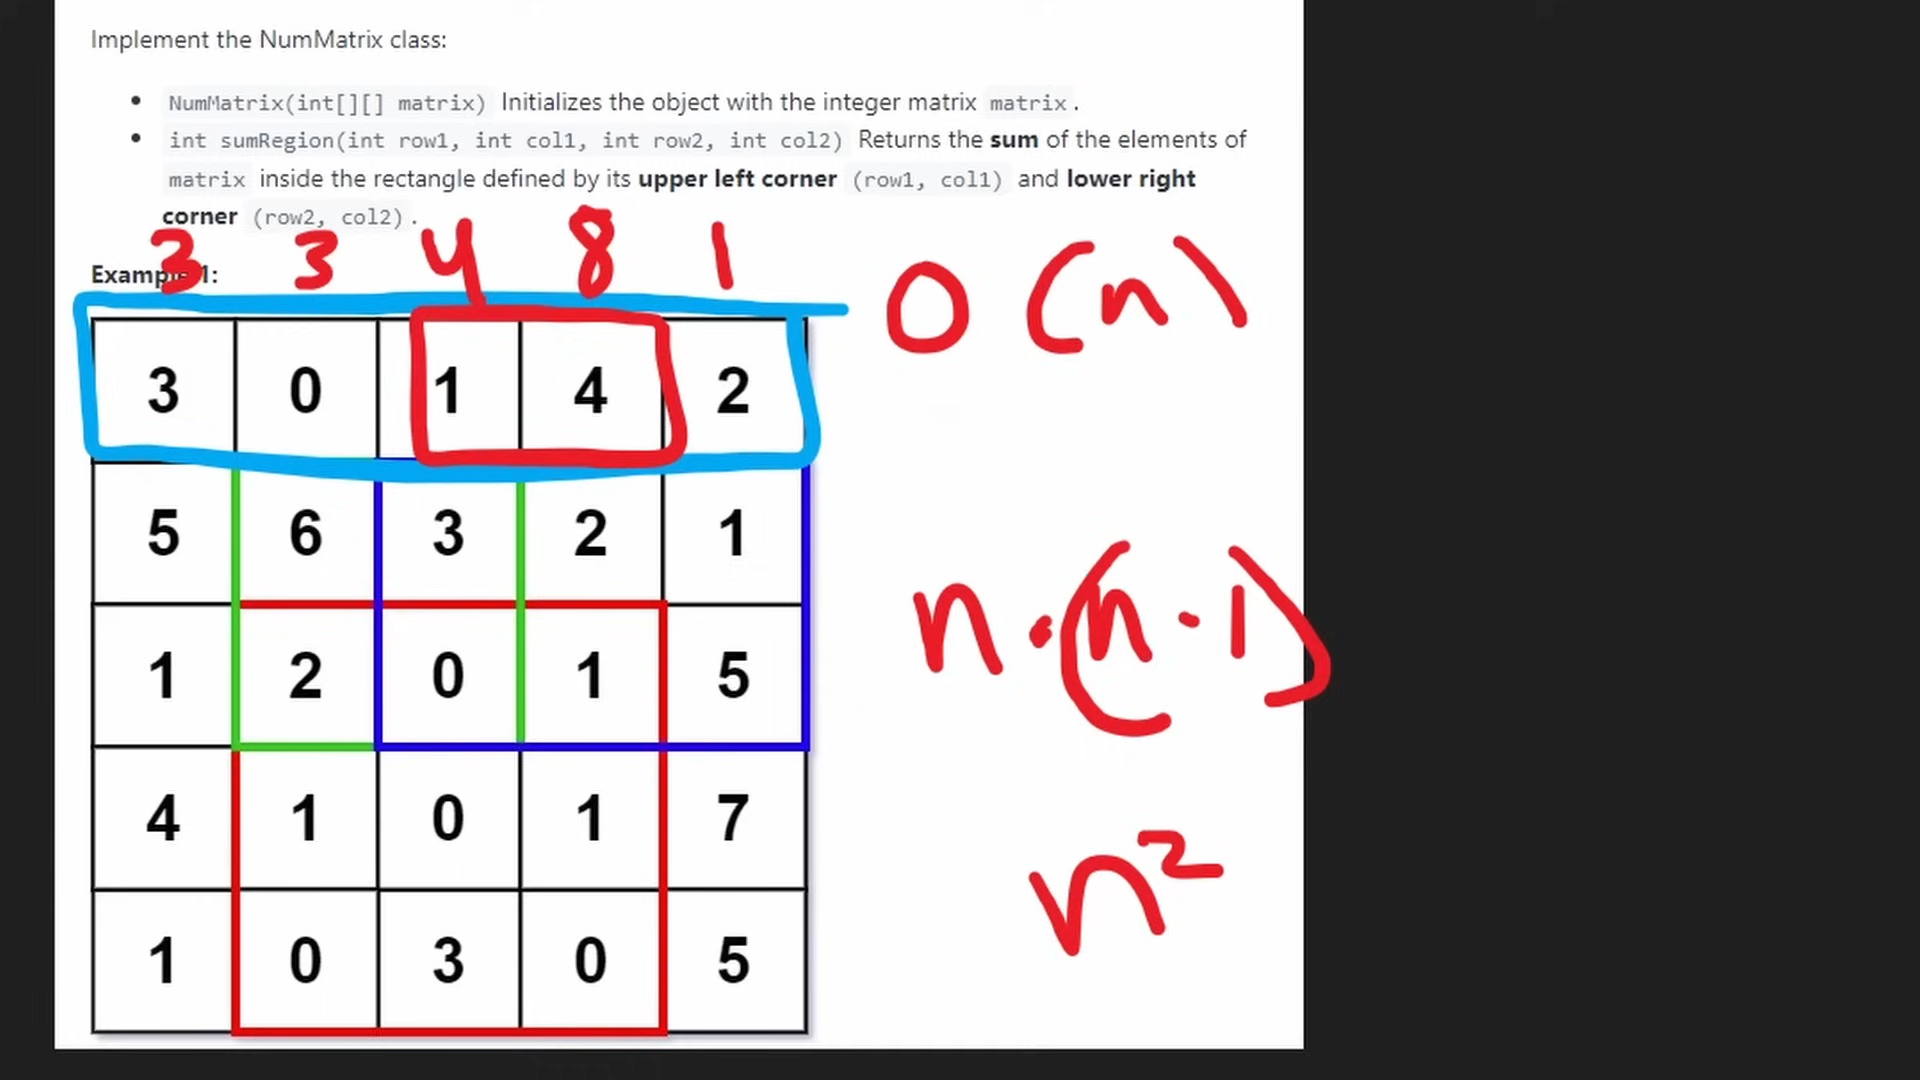 Implement the NumMatrix class:
• NumMatrix(int[][] matrix) Initializes the object with the integer matrix matrix.
• int sumRegion(int row1, int col1, int row2, int col2) Returns the sum of the elements of
matrix inside the rectangle defined by its upper left corner (row1, col1) and lower right
corner (row2, col2).
3 3 4 8 1
Example 1:
O(n)
3 0 1 4 2
5 6 3 2 1
n·(n·1)
1 2 0 1 5
4 1 0 1 7
n²
1 0 3 0 5